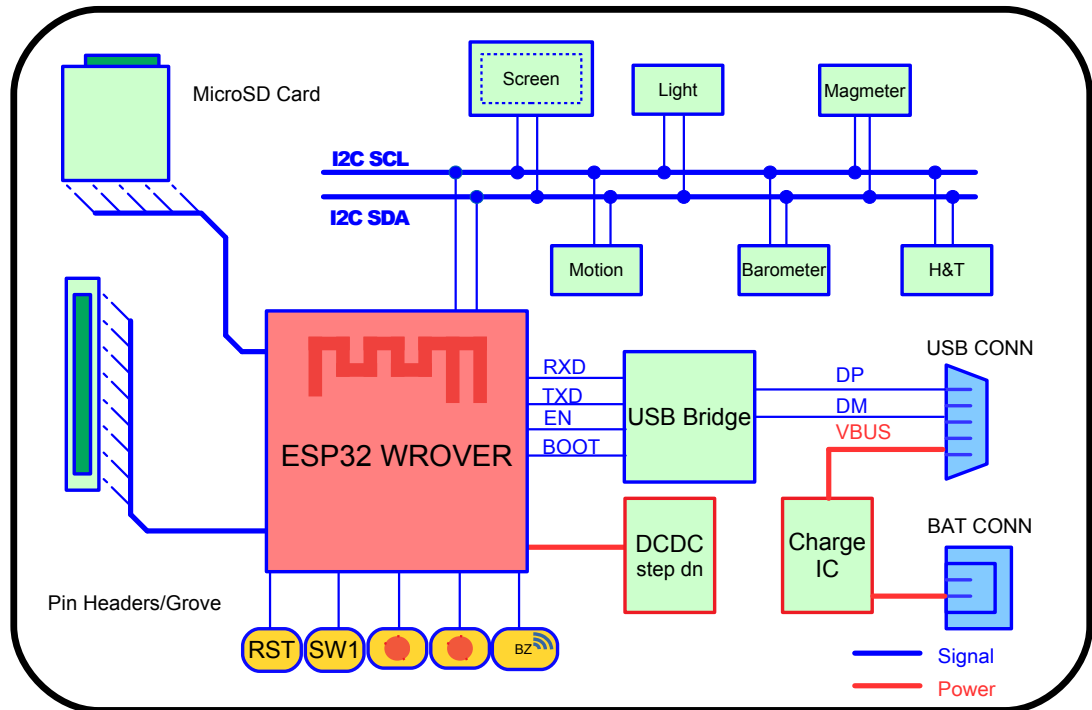 MicroSD Card
Screen
Light
Magmeter
I2C SCL
I2C SDA
Motion
Barometer
H&T
USB CONN
RXD
TXD
EN
BOOT
USB Bridge
DP
DM
VBUS
ESP32 WROVER
DCDC
step dn
Charge
IC
BAT CONN
Pin Headers/Grove
RST
SW1
BZ
Signal
Power